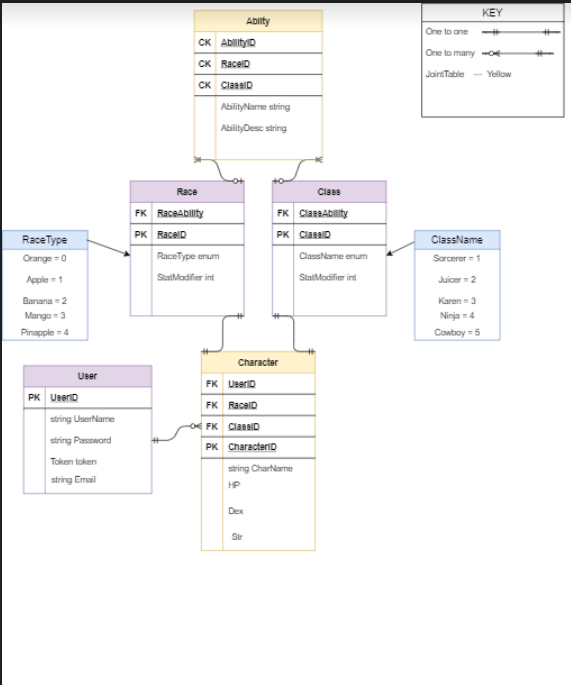 Ability
CK AbilityID
CK RaceID
CK ClassID
AbilityName string
AbilityDesc string
KEY
One to one
One to many
JointTable --- Yellow
Race
FK RaceAbility
PK RaceID
RaceType enum
StatModifier int
Class
FK ClassAbility
PK ClassID
ClassName enum
StatModifier int
RaceType
Orange = 0
Apple = 1
Banana = 2
Mango = 3
Pinapple = 4
ClassName
Sorcerer = 1
Juicer = 2
Karen = 3
Ninja = 4
Cowboy = 5
User
PK UserID
string UserName
string Password
Token token
string Email
Character
FK UserID
FK RaceID
FK ClassID
PK CharacterID
string CharName
HP
Dex
Str